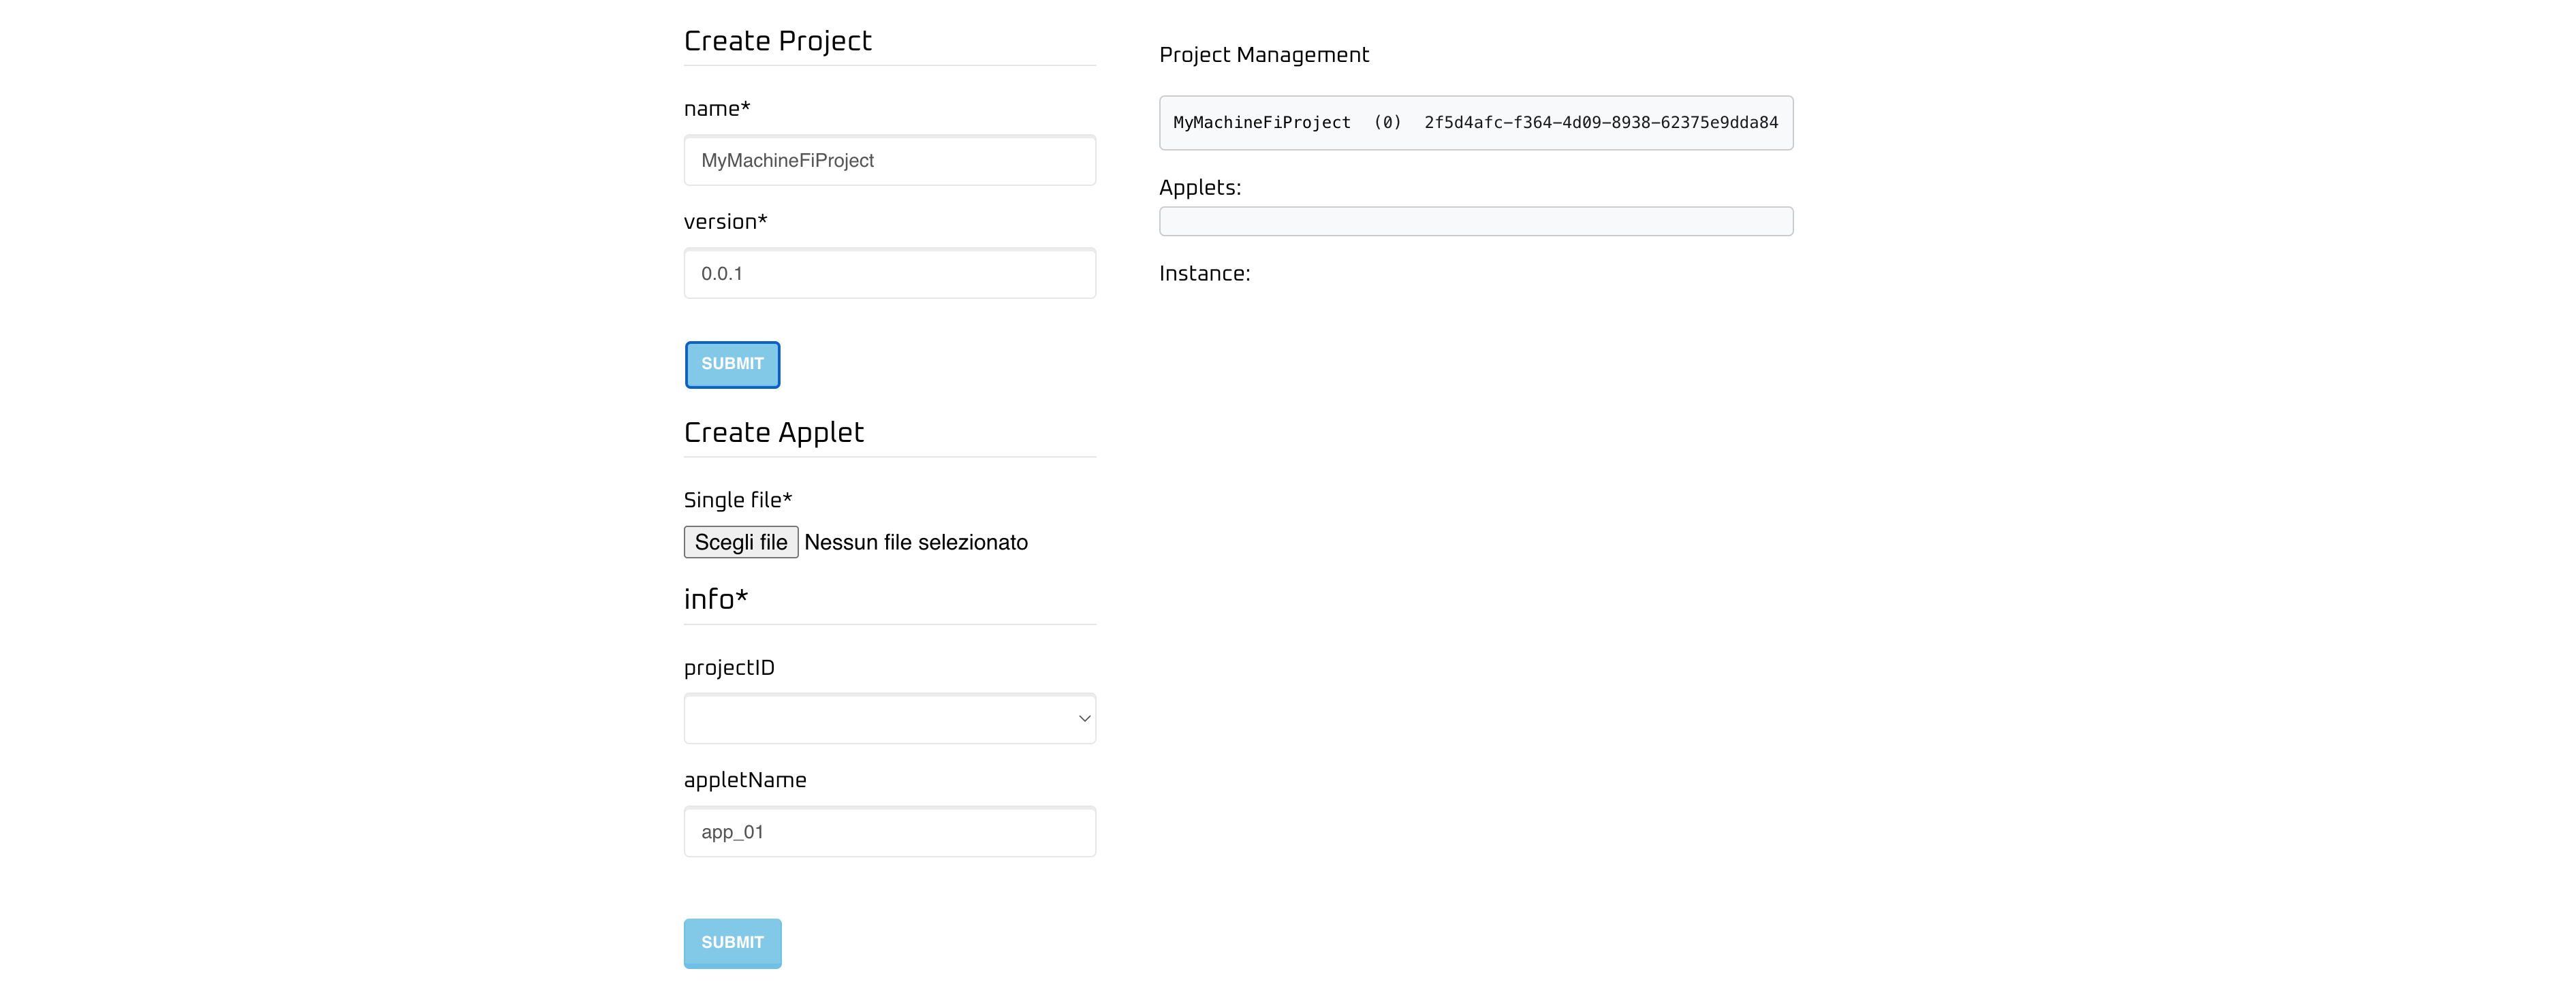 Create Project
name*
MyMachineFiProject
version*
0.0.1
SUBMIT
Create Applet
Single file*
Scegli file Nessun file selezionato
info*
projectID
appletName
app_01
SUBMIT
Project Management
MyMachineFiProject (0) 2f5d4afc-f364-4d09-8938-62375e9dda84
Applets:
Instance: